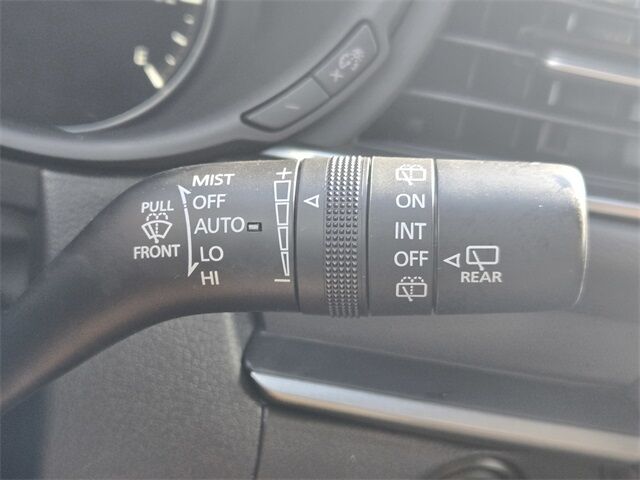 MIST
OFF
AUTO
LO
HI
PULL
FRONT
+
−
ON
INT
OFF
REAR